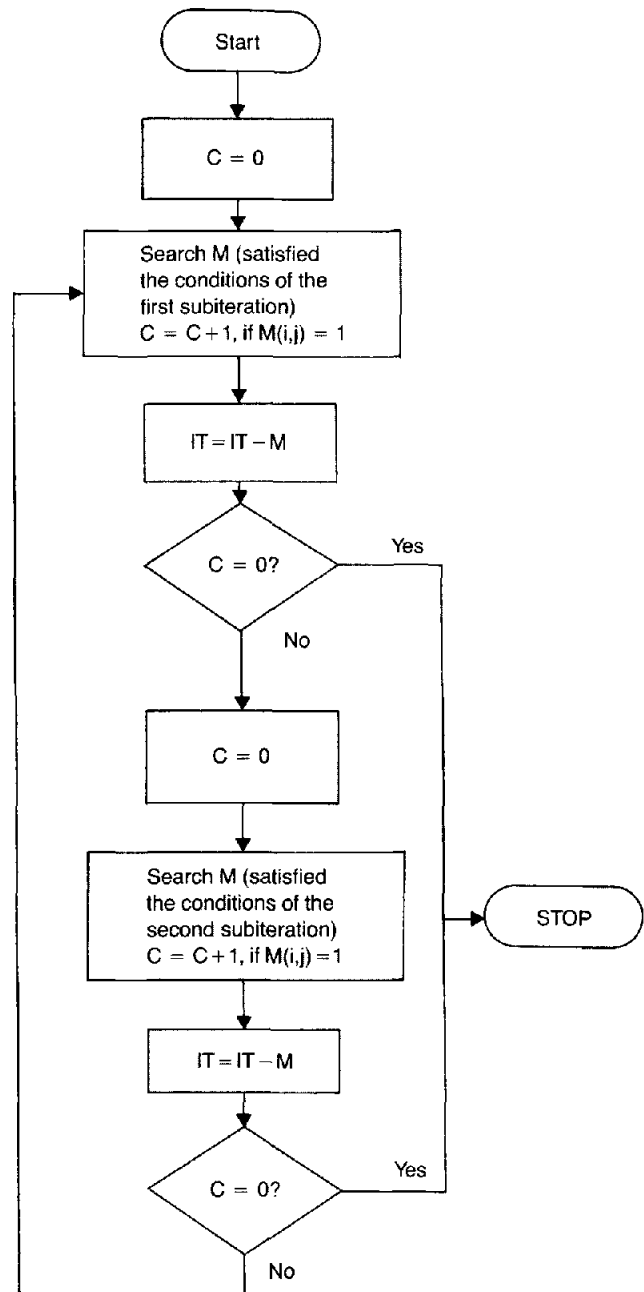 Start
C = 0
Search M (satisfied
the conditions of the
first subiteration)
C = C+1, if M(i,j) = 1
IT = IT – M
C = 0?
Yes
No
C = 0
Search M (satisfied
the conditions of the
second subiteration)
C = C+1, if M(i,j) =1
STOP
IT = IT – M
C = 0?
Yes
No